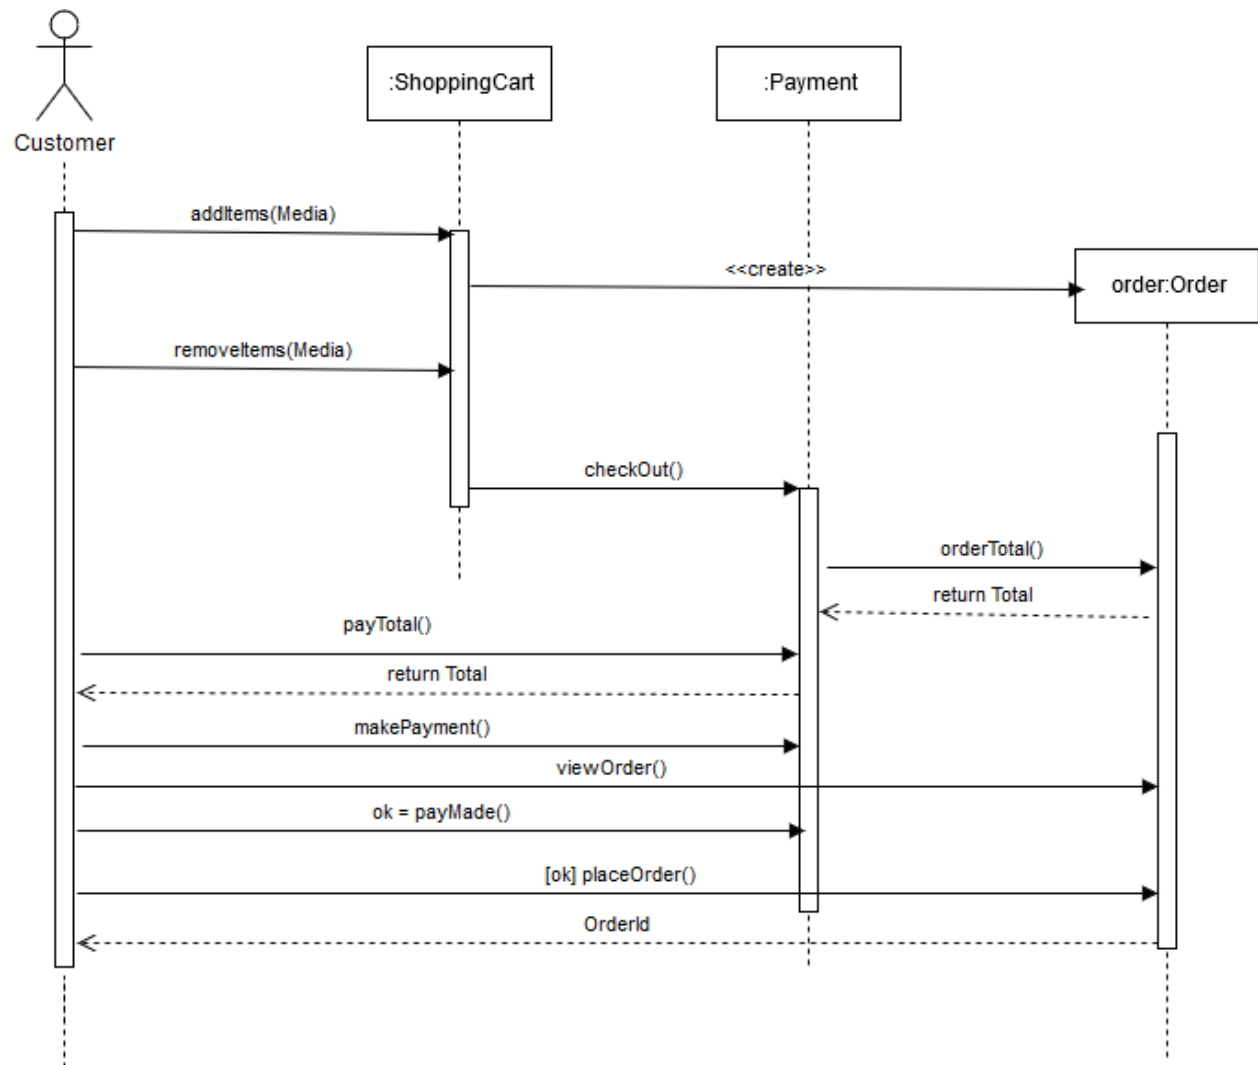 :ShoppingCart
:Payment
Customer
addItems(Media)
<<create>>
order:Order
removeItems(Media)
checkOut()
orderTotal()
return Total
payTotal()
return Total
makePayment()
viewOrder()
ok = payMade()
[ok] placeOrder()
OrderId